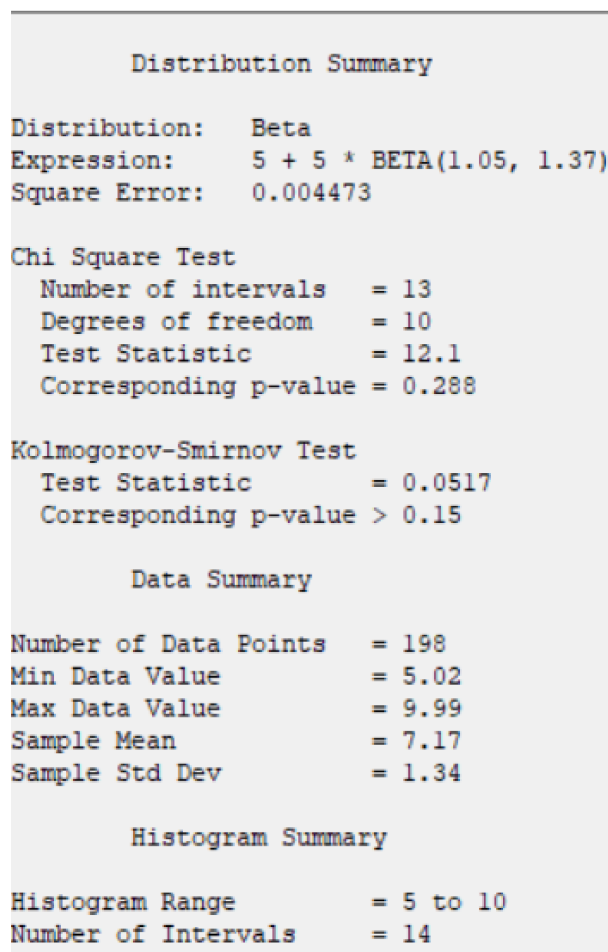 Distribution Summary
Distribution: Beta
Expression: 5 + 5 * BETA(1.05, 1.37)
Square Error: 0.004473
Chi Square Test
Number of intervals = 13
Degrees of freedom = 10
Test Statistic = 12.1
Corresponding p-value = 0.288
Kolmogorov-Smirnov Test
Test Statistic = 0.0517
Corresponding p-value > 0.15
Data Summary
Number of Data Points = 198
Min Data Value = 5.02
Max Data Value = 9.99
Sample Mean = 7.17
Sample Std Dev = 1.34
Histogram Summary
Histogram Range = 5 to 10
Number of Intervals = 14